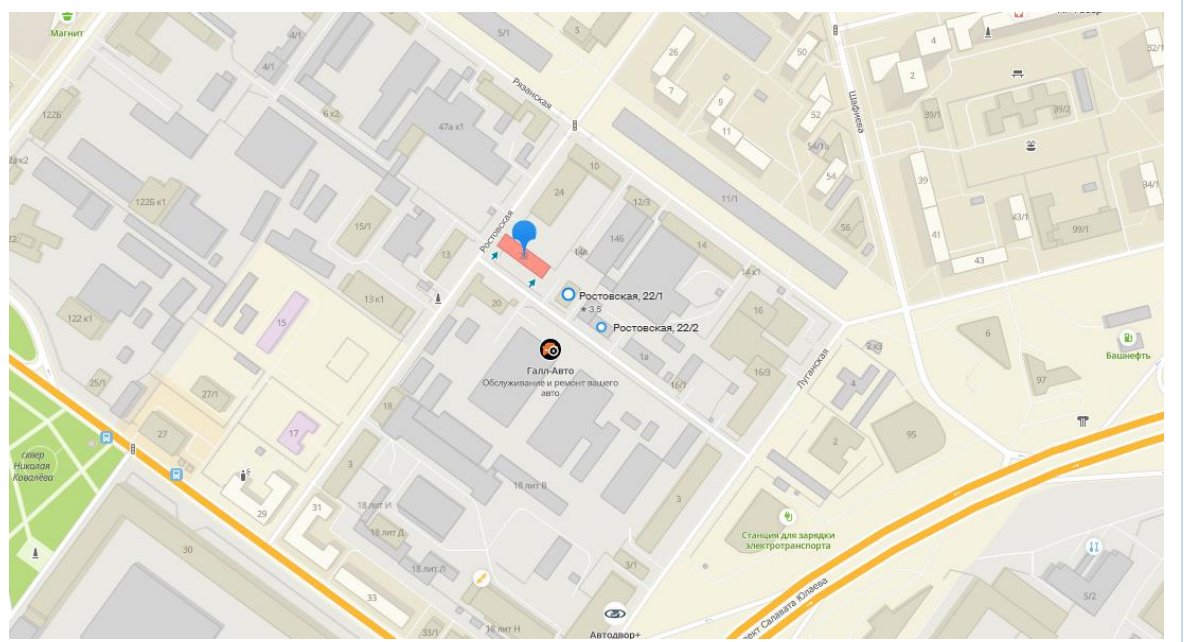 Магнит
4/1
5/1
5
26
50
4
2
32/1
4/1
6 к2
47а к1
Рязанская
7
9
11
52
54/1а
54
Шафиева
39/1
39/2
122Б
122Б к1
15/1
10
24
12/3
11/1
39
34/1
41
43/1
99/1
43
56
Ростовская
13
14в
14Б
14
14 к1
13 к1
20
Ростовская, 22/1
★ 3,5
Ростовская, 22/2
15
122 к1
16
1а
16/1
16/3
Луганская
2 к3
4
6
97
Башнефть
Галл-Авто
Обслуживание и ремонт вашего
авто
25/1
27/1
27
17
18
3
2
95
сквер
Николая
Ковалёва
29
31
18 лит И
18 лит В
3
30
18 лит Д
Станция для зарядки
электротранспорта
18 лит Л
3/1
33
33/1
18 лит Н
Автодвор+
ект Салавата Юлаева
5/2